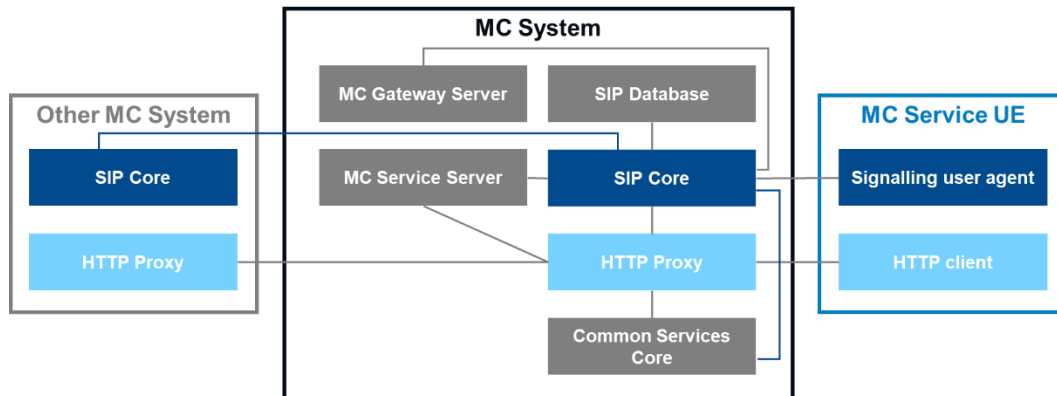 MC System
MC Gateway Server
SIP Database
Other MC System
SIP Core
HTTP Proxy
MC Service Server
SIP Core
HTTP Proxy
Common Services
Core
MC Service UE
Signalling user agent
HTTP client